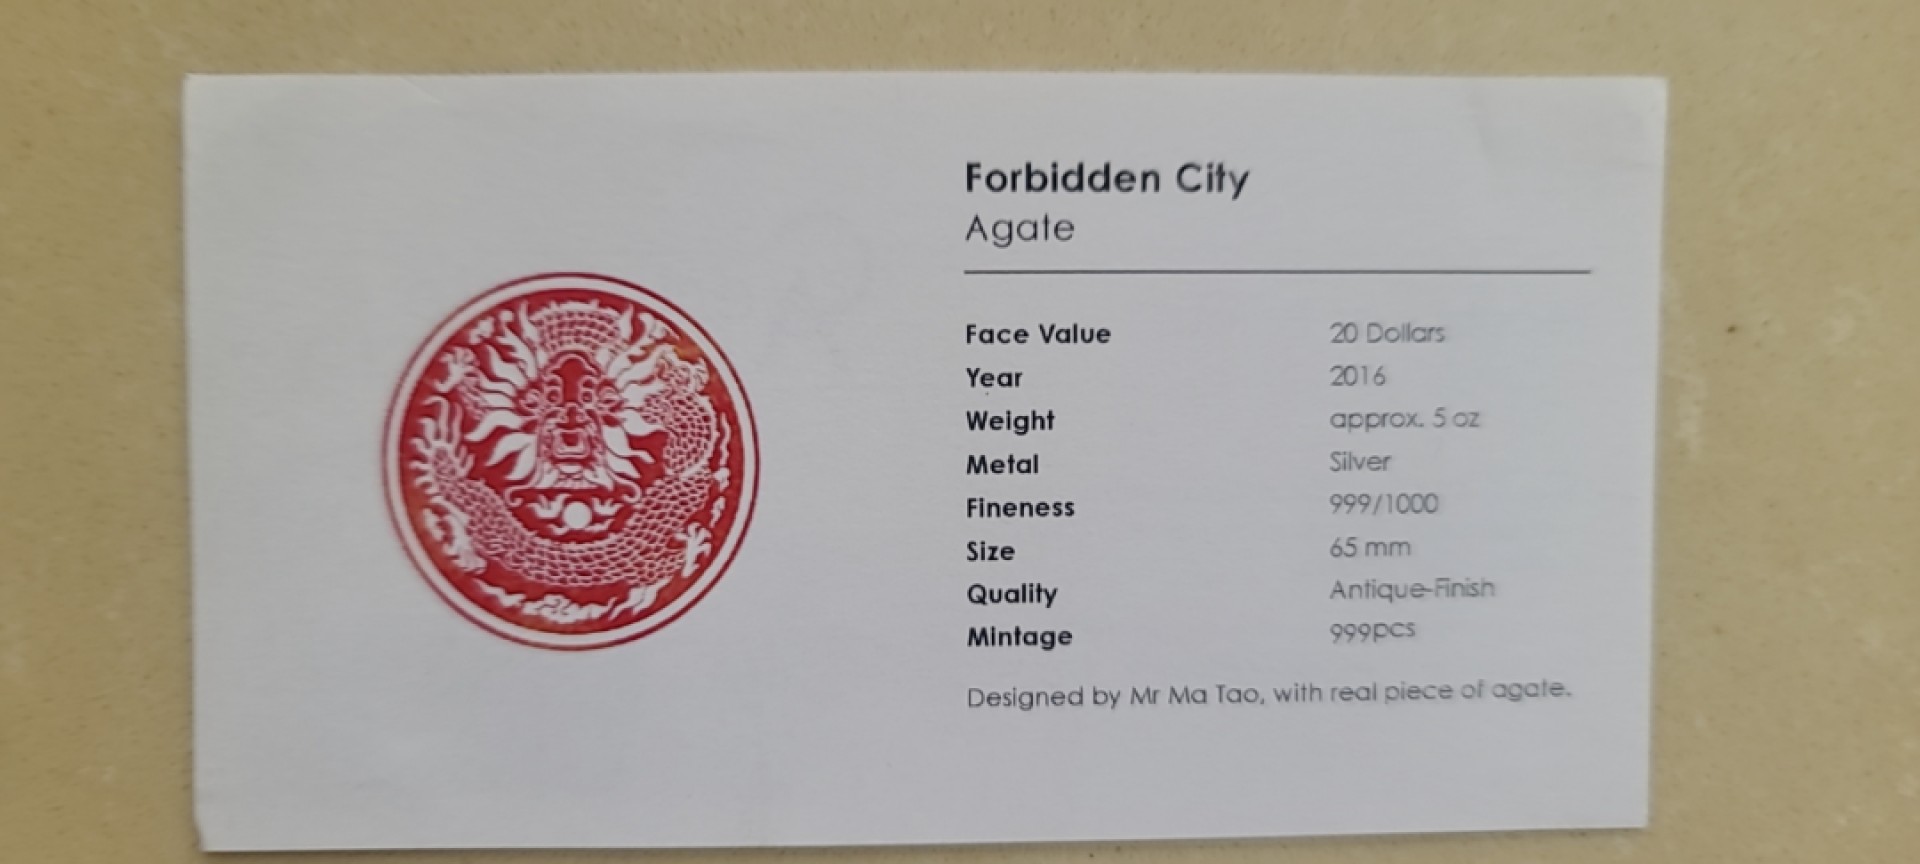 Forbidden City
Agate
Face Value 20 Dollars
Year 2016
Weight approx. 5 oz
Metal Silver
Fineness 999/1000
Size 65 mm
Quality Antique-Finish
Mintage 999pcs
Designed by Mr Ma Tao, with real piece of agate.